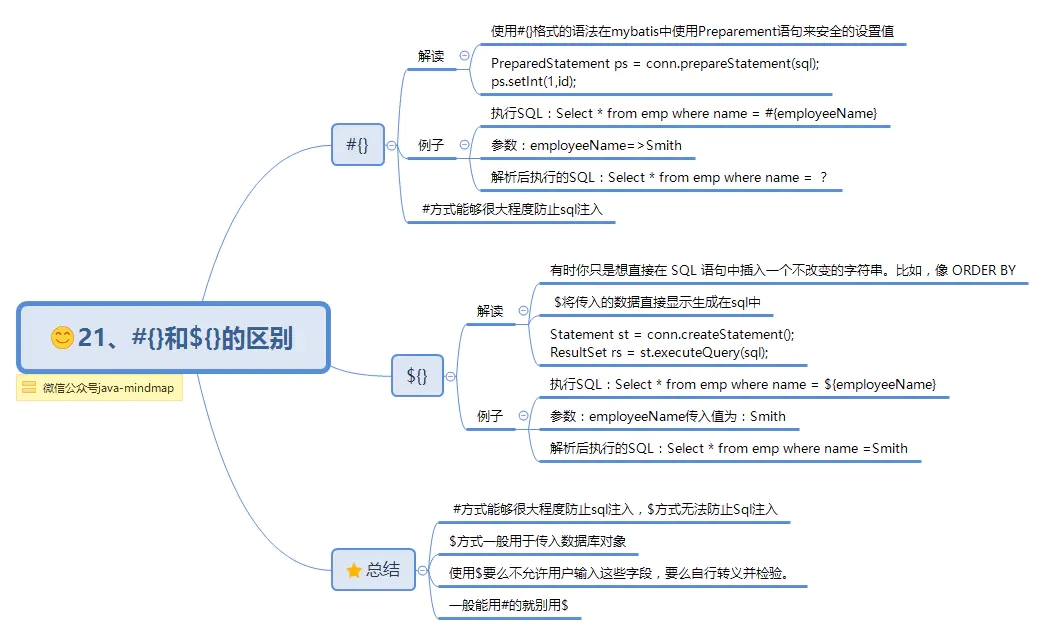 21、#{}和${}的区别
微信公众号java-mindmap
#{}
解读
使用#{}格式的语法在mybatis中使用Preparement语句来安全的设置值
PreparedStatement ps = conn.prepareStatement(sql);
ps.setInt(1,id);
例子
执行SQL：Select * from emp where name = #{employeeName}
参数：employeeName=>Smith
解析后执行的SQL：Select * from emp where name = ？
#方式能够很大程度防止sql注入
${}
解读
有时你只是想直接在 SQL 语句中插入一个不改变的字符串。比如，像 ORDER BY
$将传入的数据直接显示生成在sql中
Statement st = conn.createStatement();
ResultSet rs = st.executeQuery(sql);
例子
执行SQL：Select * from emp where name = ${employeeName}
参数：employeeName传入值为：Smith
解析后执行的SQL：Select * from emp where name =Smith
总结
#方式能够很大程度防止sql注入，$方式无法防止Sql注入
$方式一般用于传入数据库对象
使用$要么不允许用户输入这些字段，要么自行转义并检验。
一般能用#的就别用$